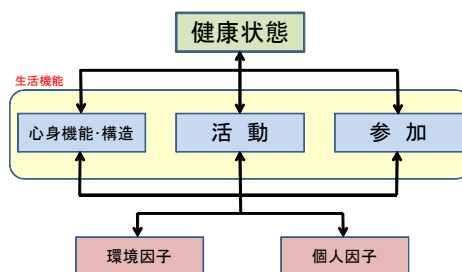 健康状態
生活機能
心身機能・構造
活 動
参 加
環境因子
個人因子